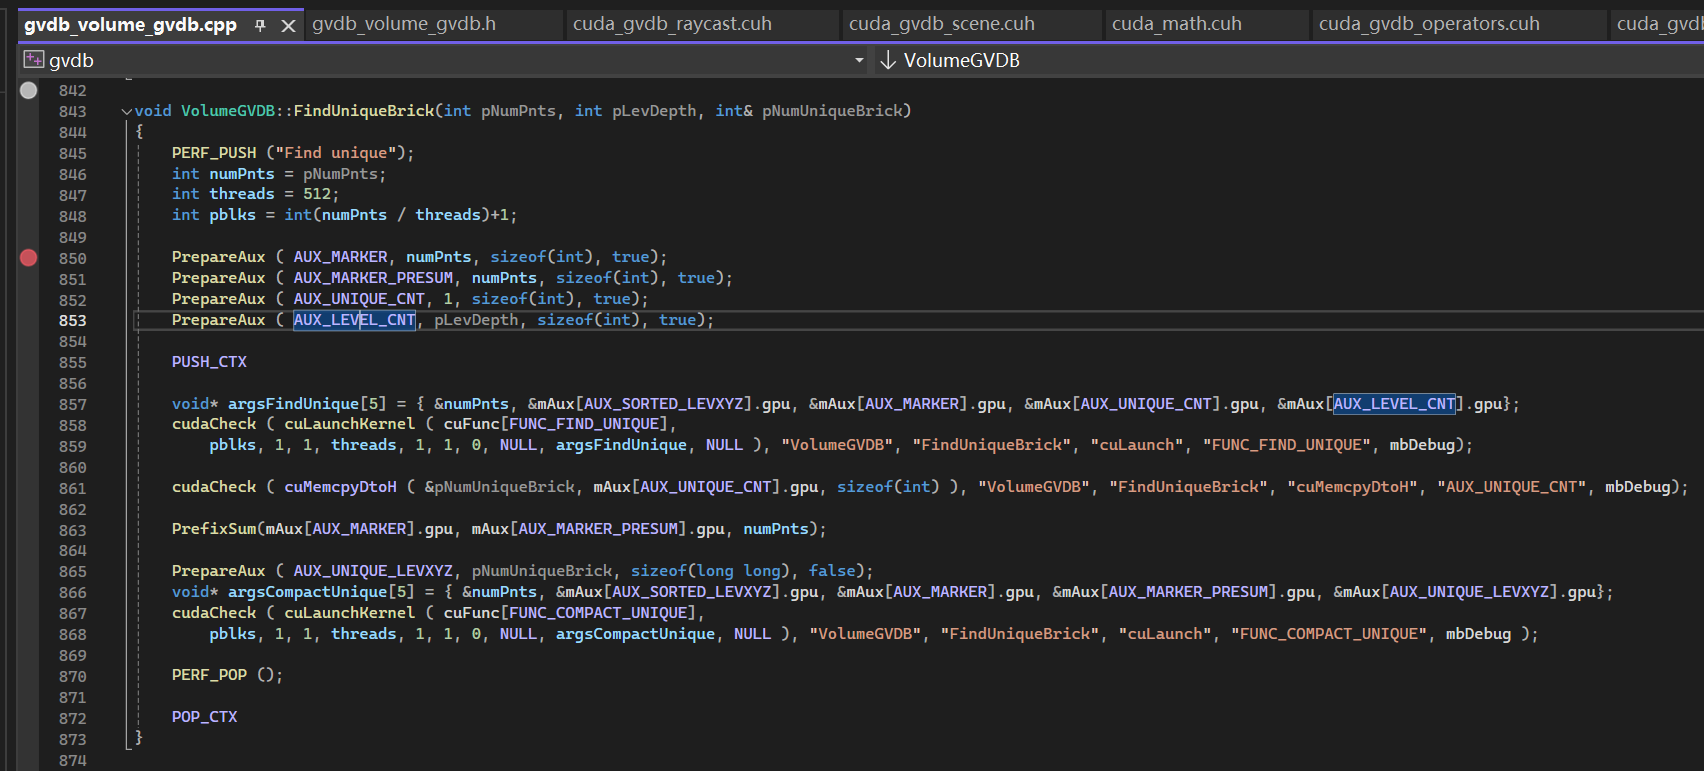 gvdb_volume_gvdb.cpp gvdb_volume_gvdb.h cuda_gvdb_raycast.cuh cuda_gvdb_scene.cuh cuda_math.cuh cuda_gvdb_operators.cuh cuda_gvdb
gvdb VolumeGVDB
842
843 void VolumeGVDB::FindUniqueBrick(int pNumPnts, int pLevDepth, int& pNumUniqueBrick)
844 {
845 PERF_PUSH ("Find unique");
846 int numPnts = pNumPnts;
847 int threads = 512;
848 int pblks = int(numPnts / threads)+1;
849
850 PrepareAux ( AUX_MARKER, numPnts, sizeof(int), true);
851 PrepareAux ( AUX_MARKER_PRESUM, numPnts, sizeof(int), true);
852 PrepareAux ( AUX_UNIQUE_CNT, 1, sizeof(int), true);
853 PrepareAux ( AUX_LEVEL_CNT, pLevDepth, sizeof(int), true);
854
855 PUSH_CTX
856
857 void* argsFindUnique[5] = { &numPnts, &mAux[AUX_SORTED_LEVXYZ].gpu, &mAux[AUX_MARKER].gpu, &mAux[AUX_UNIQUE_CNT].gpu, &mAux[AUX_LEVEL_CNT].gpu};
858 cudaCheck ( cuLaunchKernel ( cuFunc[FUNC_FIND_UNIQUE],
859 pblks, 1, 1, threads, 1, 1, 0, NULL, argsFindUnique, NULL ), "VolumeGVDB", "FindUniqueBrick", "cuLaunch", "FUNC_FIND_UNIQUE", mbDebug);
860
861 cudaCheck ( cuMemcpyDtoH ( &pNumUniqueBrick, mAux[AUX_UNIQUE_CNT].gpu, sizeof(int) ), "VolumeGVDB", "FindUniqueBrick", "cuMemcpyDtoH", "AUX_UNIQUE_CNT", mbDebug);
862
863 PrefixSum(mAux[AUX_MARKER].gpu, mAux[AUX_MARKER_PRESUM].gpu, numPnts);
864
865 PrepareAux ( AUX_UNIQUE_LEVXYZ, pNumUniqueBrick, sizeof(long long), false);
866 void* argsCompactUnique[5] = { &numPnts, &mAux[AUX_SORTED_LEVXYZ].gpu, &mAux[AUX_MARKER].gpu, &mAux[AUX_MARKER_PRESUM].gpu, &mAux[AUX_UNIQUE_LEVXYZ].gpu};
867 cudaCheck ( cuLaunchKernel ( cuFunc[FUNC_COMPACT_UNIQUE],
868 pblks, 1, 1, threads, 1, 1, 0, NULL, argsCompactUnique, NULL ), "VolumeGVDB", "FindUniqueBrick", "cuLaunch", "FUNC_COMPACT_UNIQUE", mbDebug );
869
870 PERF_POP ();
871
872 POP_CTX
873 }
874